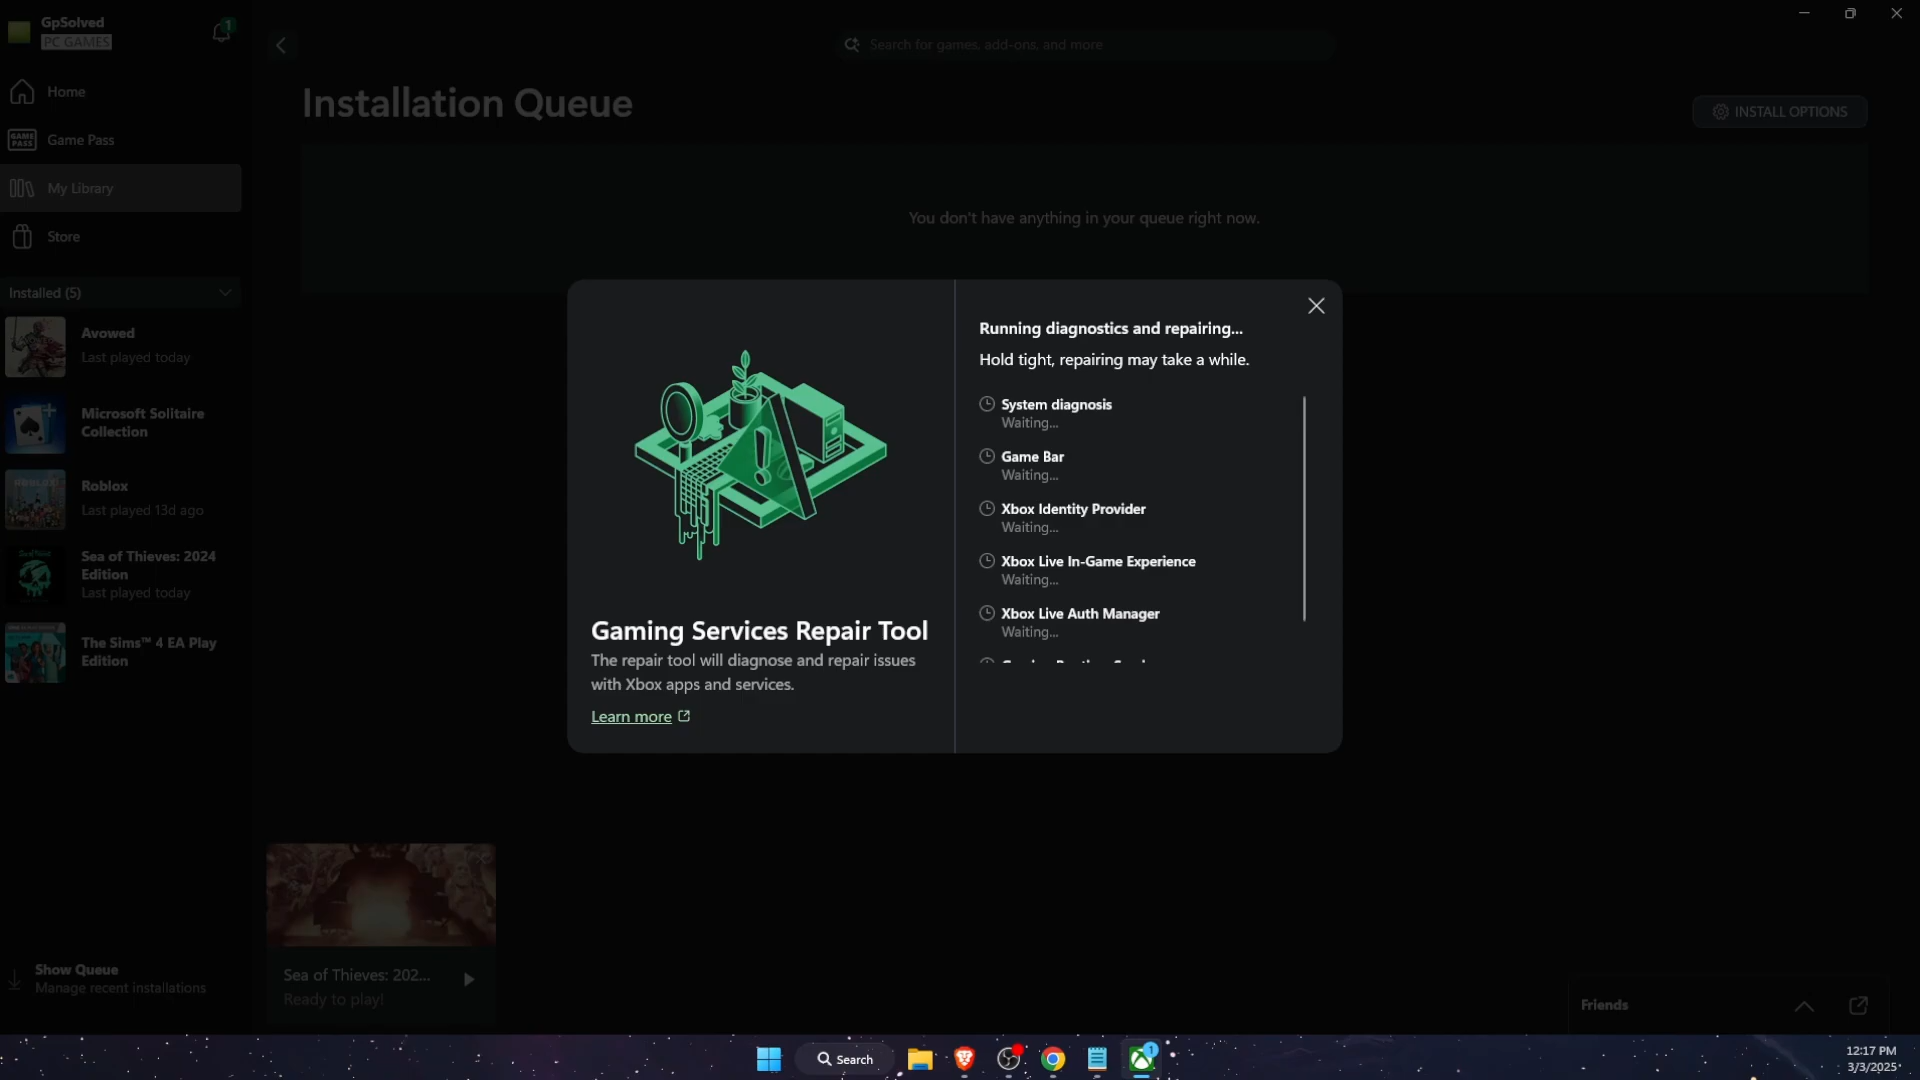 GpSolved
PC GAMES
1
Search for games, add-ons, and more
Home
GAME PASS
Game Pass
My Library
Store
Installed (5)
Avowed
Last played today
Microsoft Solitaire
Collection
Roblox
Last played 13d ago
Sea of Thieves: 2024
Edition
Last played today
The Sims™ 4 EA Play
Edition
Show Queue
Manage recent installations
Installation Queue
INSTALL OPTIONS
You don't have anything in your queue right now.
Gaming Services Repair Tool
The repair tool will diagnose and repair issues
with Xbox apps and services.
Learn more
Running diagnostics and repairing...
Hold tight, repairing may take a while.
System diagnosis
Waiting...
Game Bar
Waiting...
Xbox Identity Provider
Waiting...
Xbox Live In-Game Experience
Waiting...
Xbox Live Auth Manager
Waiting...
Sea of Thieves: 202...
Ready to play!
Friends
Search
1
12:17 PM
3/3/2025